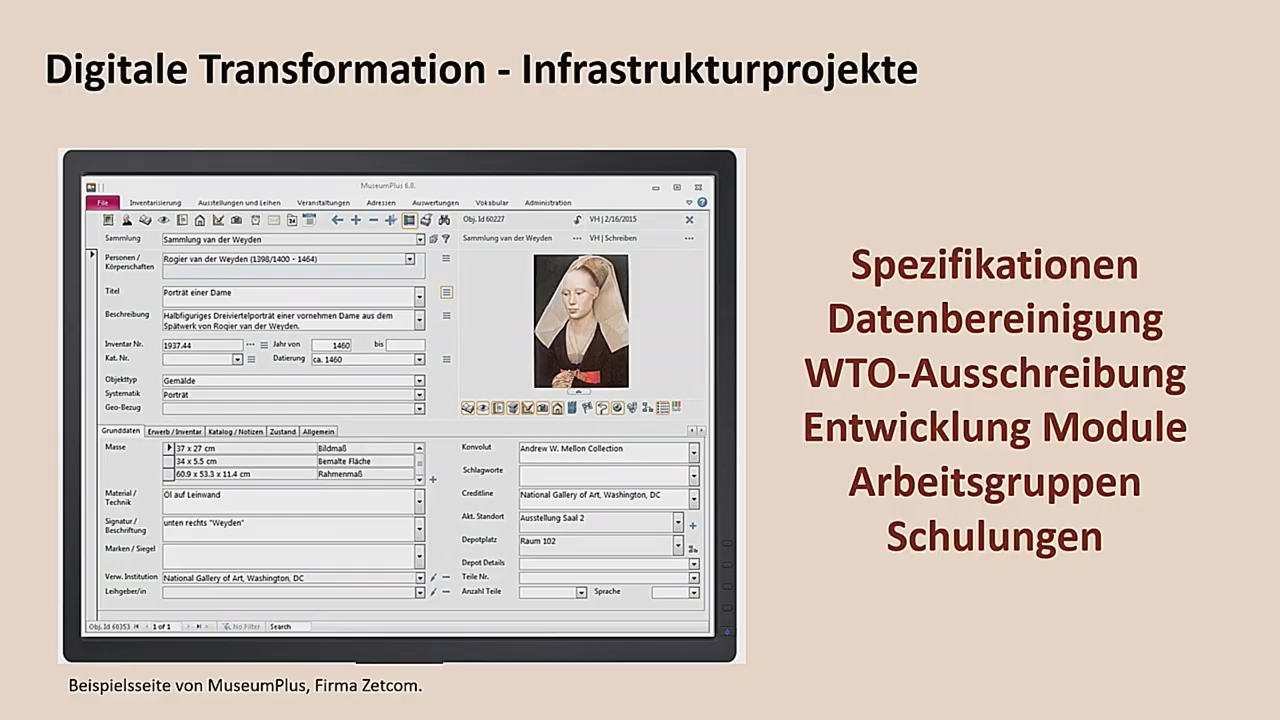 Digitale Transformation - Infrastrukturprojekte
MuseumPlus 6.8.
File Inventarisierung Ausstellungen und Leihen Veranstaltungen Adressen Auswertungen Vokabular Administration
Obj. Id 60227 VH | 2/16/2015
Sammlung Sammlung van der Weyden
Sammlung van der Weyden VH | Schreiben
Personen / Körperschaften Rogier van der Weyden (1398/1400 - 1464)
Titel Porträt einer Dame
Beschreibung Halbfiguriges Dreiviertelporträt einer vornehmen Dame aus dem
Spätwerk von Rogier van der Weyden.
Inventar Nr. 1937.44 Jahr von 1460 bis
Kat. Nr. Datierung ca. 1460
Objekttyp Gemälde
Systematik Porträt
Geo-Bezug
Grunddaten Erwerb / Inventar Katalog / Notizen Zustand Allgemein
Masse 37 x 27 cm Bildmaß
34 x 5.5 cm Bemalte Fläche
60.9 x 53.3 x 11.4 cm Rahmenmaß
Material / Technik Öl auf Leinwand
Signatur / Beschriftung unten rechts "Weyden"
Marken / Siegel
Verw. Institution National Gallery of Art, Washington, DC
Leihgeber/in
Konvolut Andrew W. Mellon Collection
Schlagworte
Creditline National Gallery of Art, Washington, DC
Akt. Standort Ausstellung Saal 2
Depotplatz Raum 102
Depot Details
Teile Nr.
Anzahl Teile Sprache
Obj. Id 60353 1 of 1 No Filter Search
Spezifikationen
Datenbereinigung
WTO-Ausschreibung
Entwicklung Module
Arbeitsgruppen
Schulungen
Beispielsseite von MuseumPlus, Firma Zetcom.